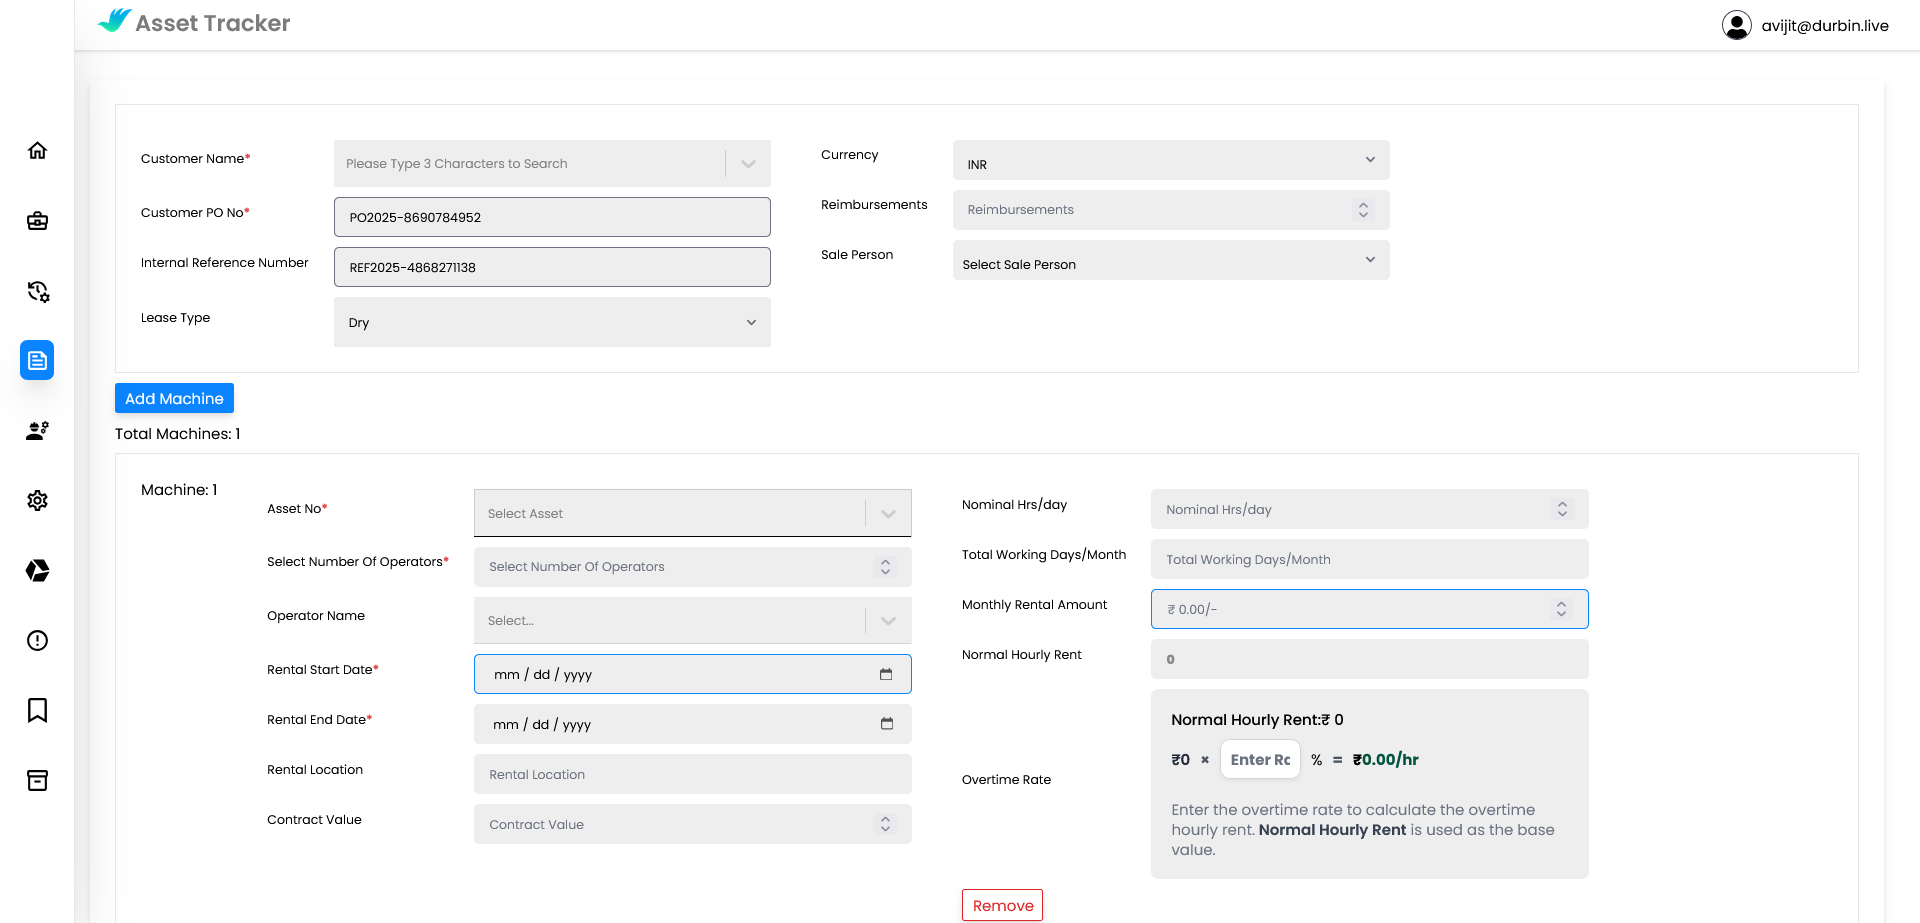 Asset Tracker
avijit@durbin.live
Customer Name*
Please Type 3 Characters to Search
Customer PO No*
PO2025-8690784952
Internal Reference Number
REF2025-4868271138
Lease Type
Dry
Currency
INR
Reimbursements
Reimbursements
Sale Person
Select Sale Person
Add Machine
Total Machines: 1
Machine: 1
Asset No*
Select Asset
Select Number Of Operators*
Select Number Of Operators
Operator Name
Select...
Rental Start Date*
mm / dd / yyyy
Rental End Date*
mm / dd / yyyy
Rental Location
Rental Location
Contract Value
Contract Value
Nominal Hrs/day
Nominal Hrs/day
Total Working Days/Month
Total Working Days/Month
Monthly Rental Amount
₹ 0.00/-
Normal Hourly Rent
0
Overtime Rate
Normal Hourly Rent:₹ 0
₹0 × Enter Ra % = ₹0.00/hr
Enter the overtime rate to calculate the overtime
hourly rent. Normal Hourly Rent is used as the base
value.
Remove